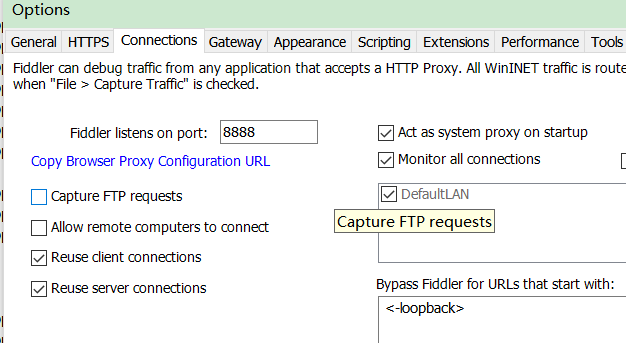 Options
General HTTPS Connections Gateway Appearance Scripting Extensions Performance Tools
Fiddler can debug traffic from any application that accepts a HTTP Proxy. All WinINET traffic is route
when "File > Capture Traffic" is checked.
Fiddler listens on port: 8888
Act as system proxy on startup
Copy Browser Proxy Configuration URL
Monitor all connections
Capture FTP requests
DefaultLAN
Capture FTP requests
Allow remote computers to connect
Reuse client connections
Reuse server connections
Bypass Fiddler for URLs that start with:
<-loopback>